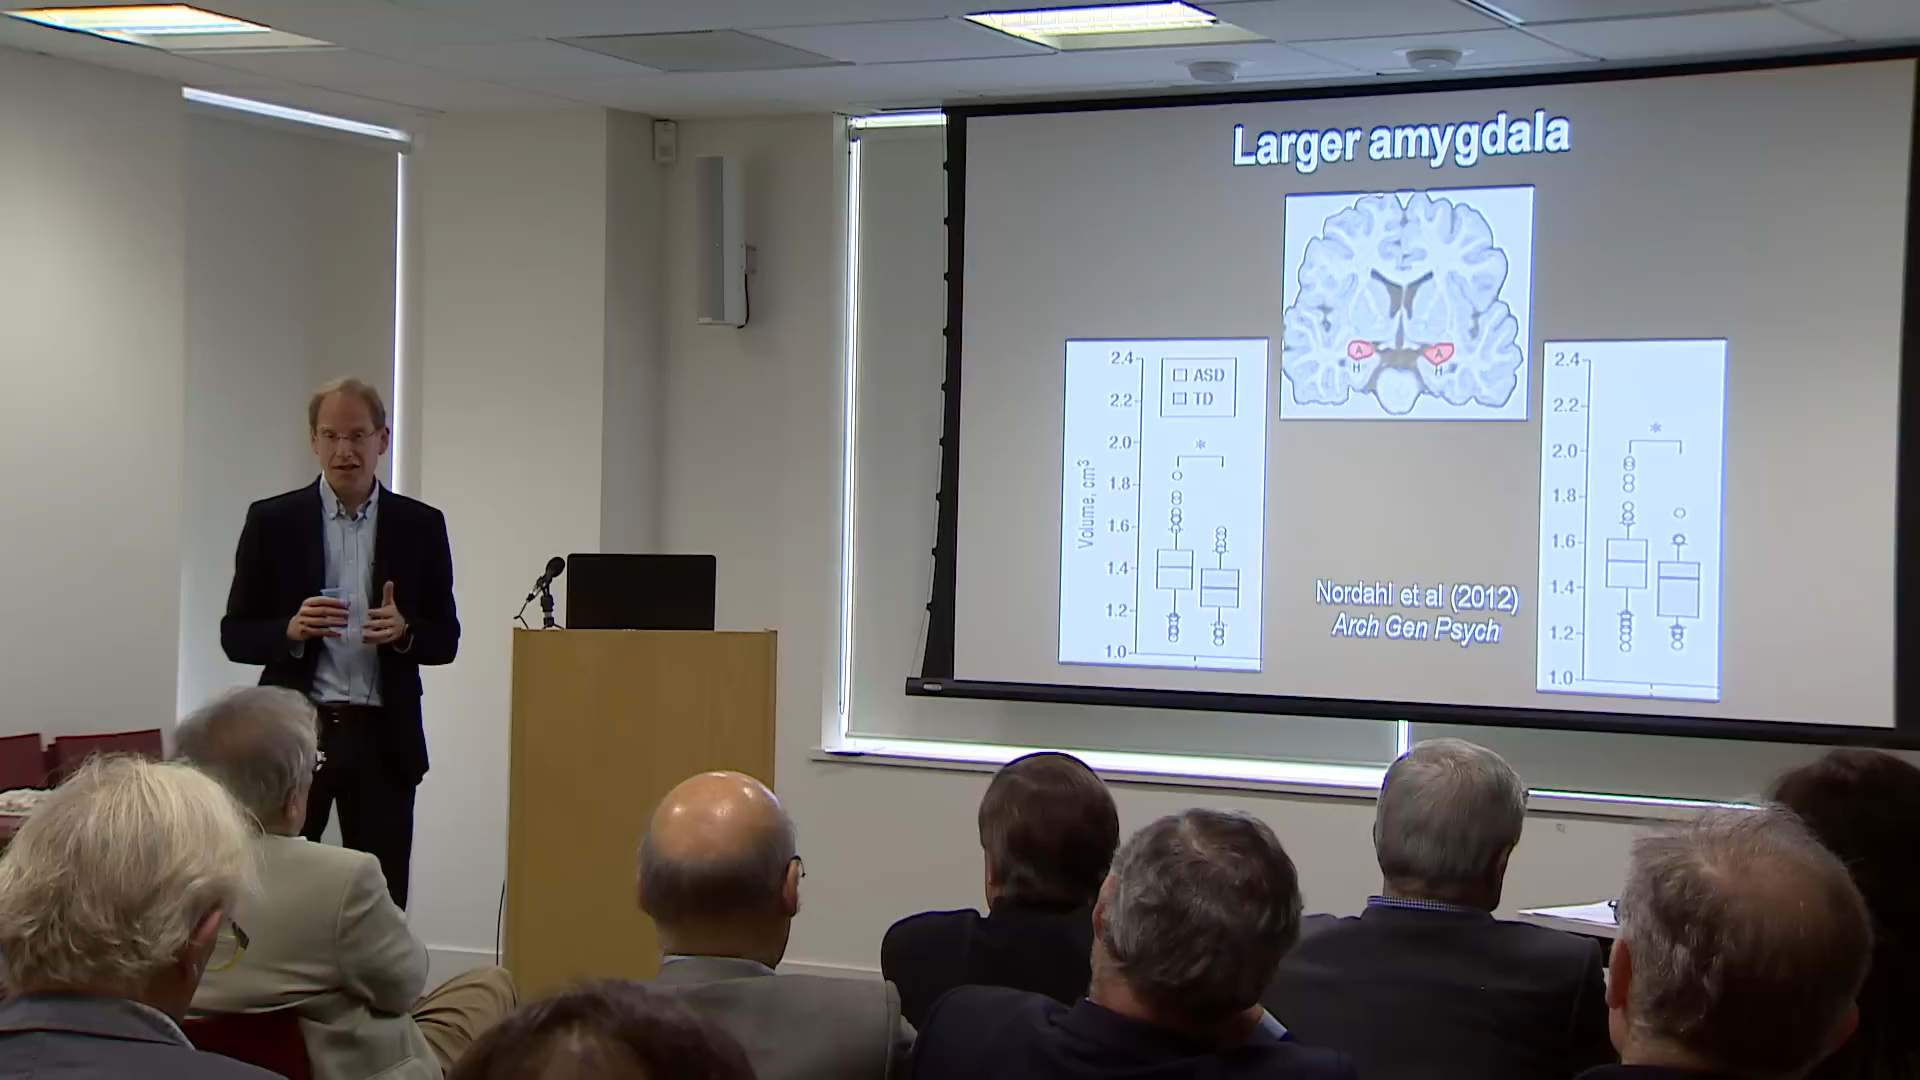 Larger amygdala
A
A
H
H
2.4
2.2
2.0
1.8
1.6
1.4
1.2
1.0
Volume, cm³
ASD
TD
*
2.4
2.2
2.0
1.8
1.6
1.4
1.2
1.0
*
Nordahl et al (2012)
Arch Gen Psych